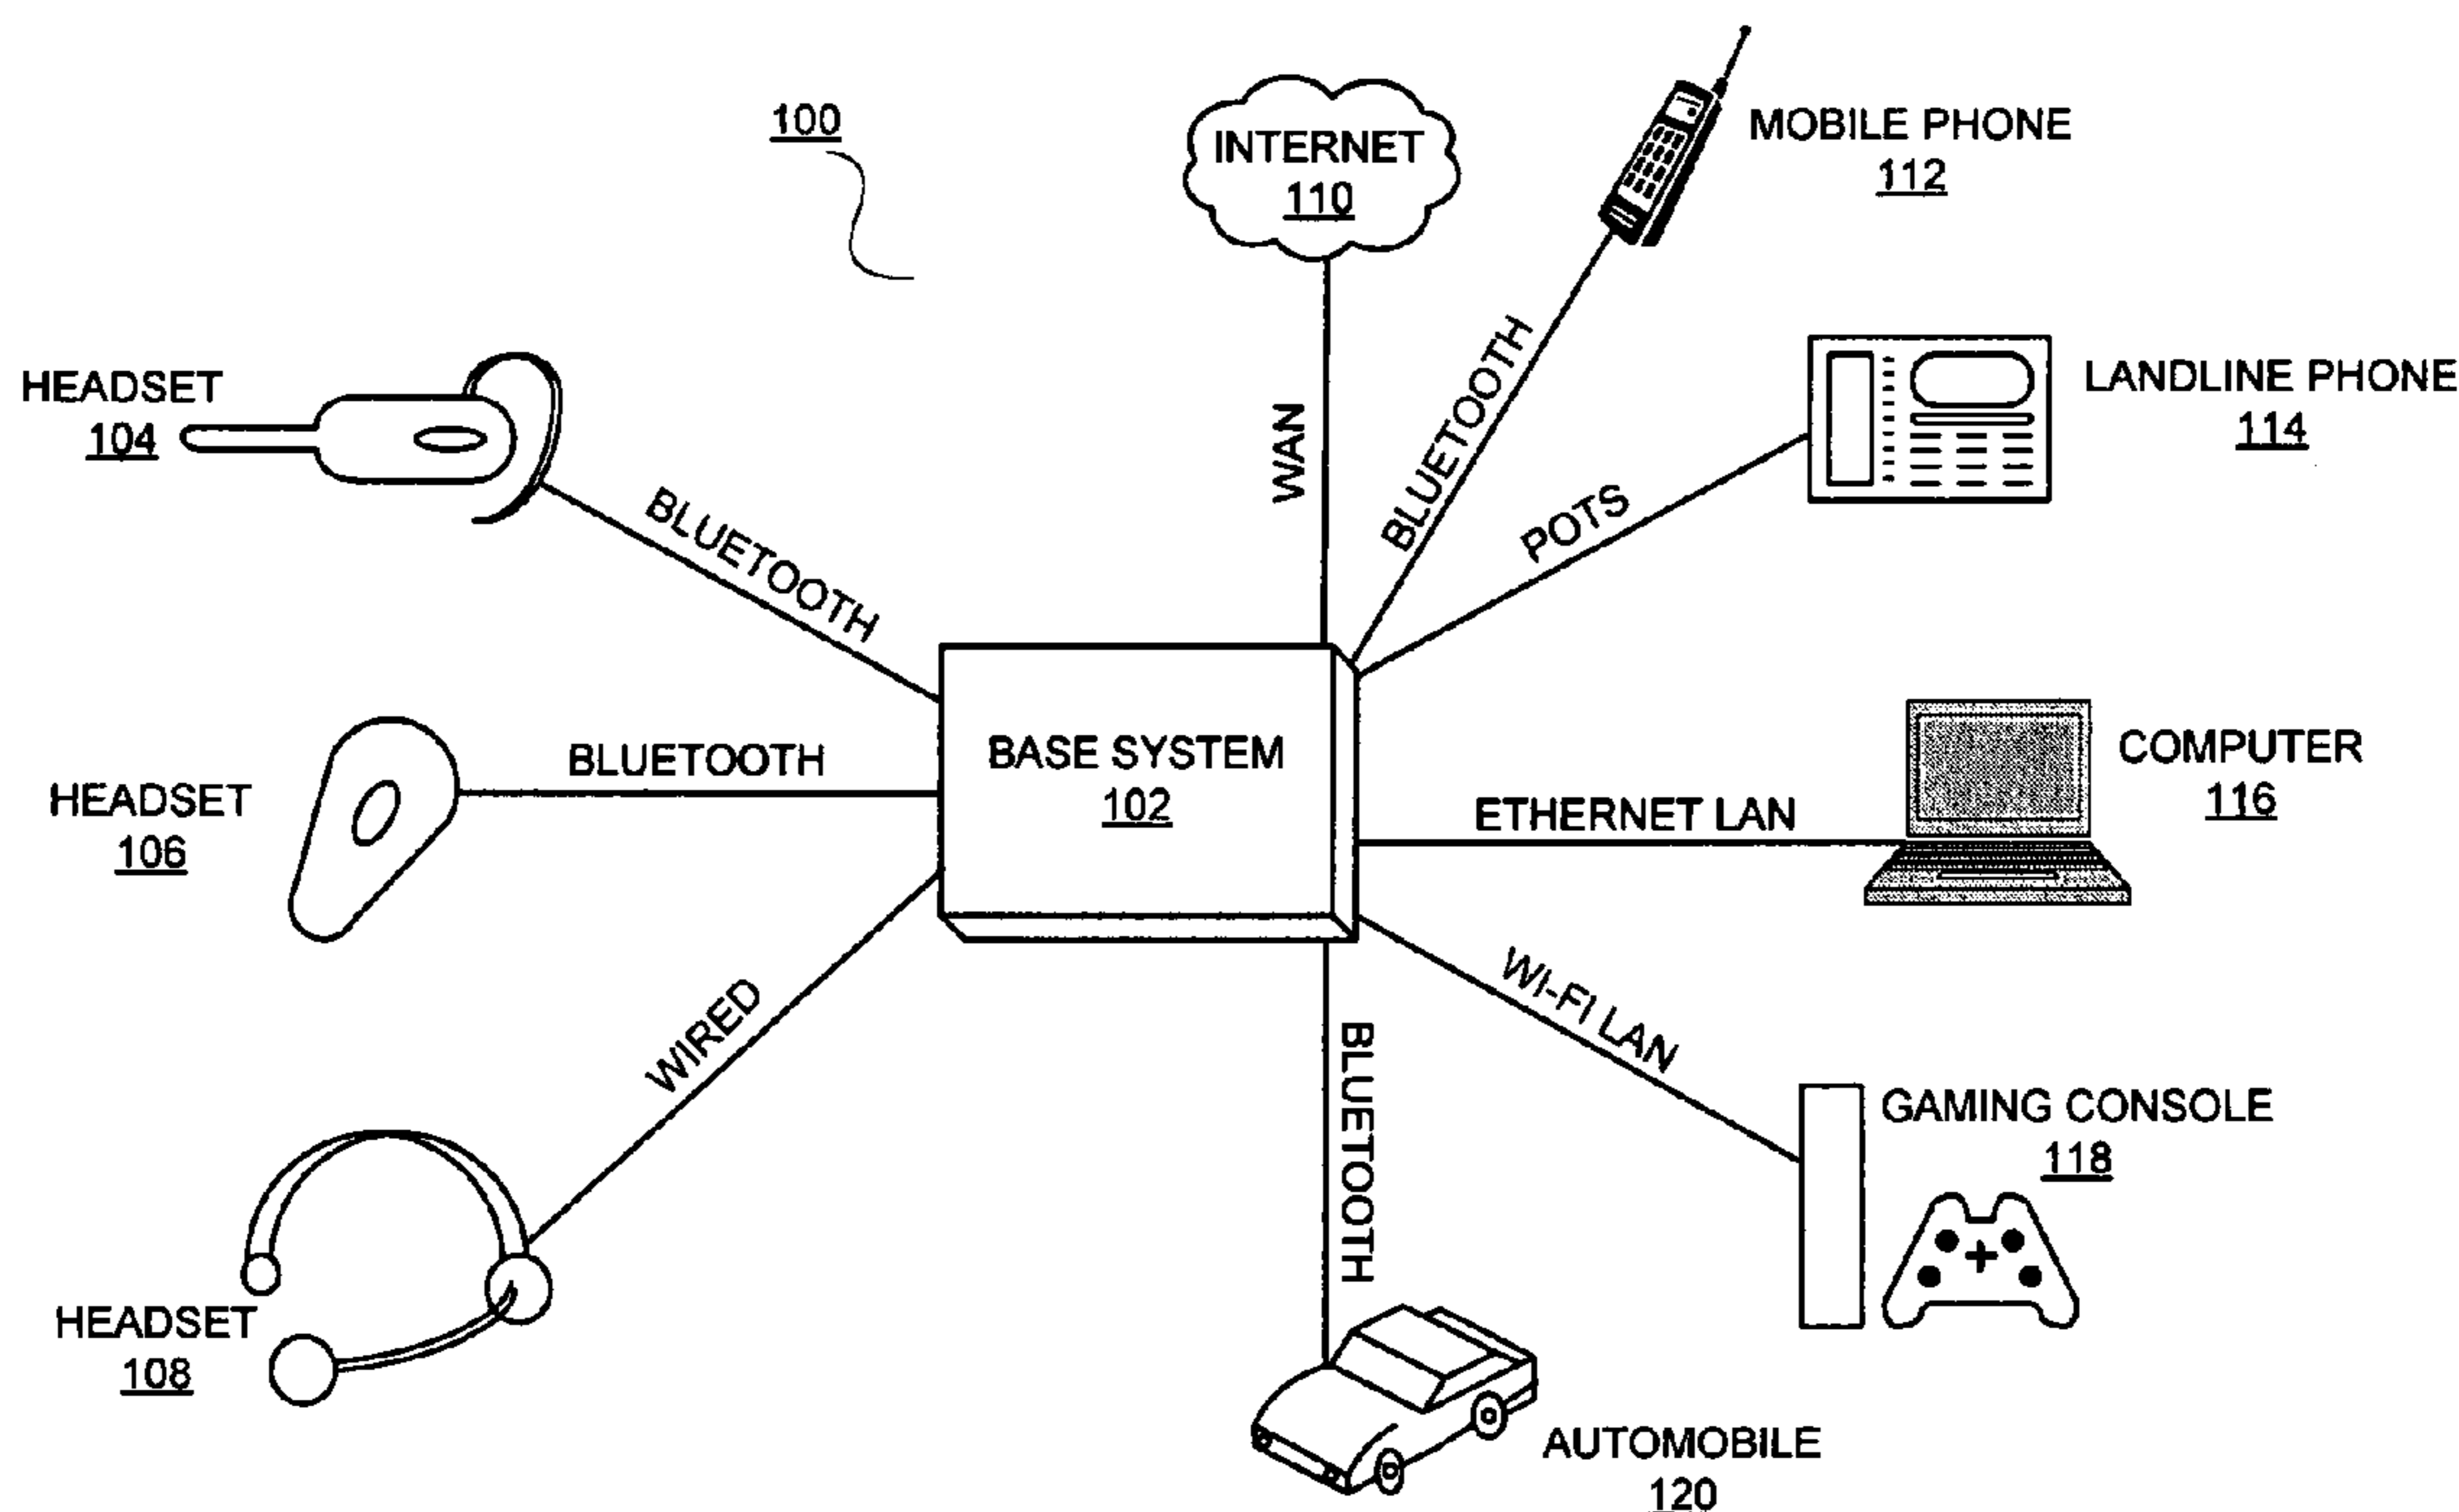 100
INTERNET
110
MOBILE PHONE
112
HEADSET
104
LANDLINE PHONE
114
BLUETOOTH
WAN
BLUETOOTH
POTS
BASE SYSTEM
102
BLUETOOTH
HEADSET
106
COMPUTER
116
ETHERNET LAN
WIRED
WI-FI LAN
BLUETOOTH
GAMING CONSOLE
118
HEADSET
108
AUTOMOBILE
120